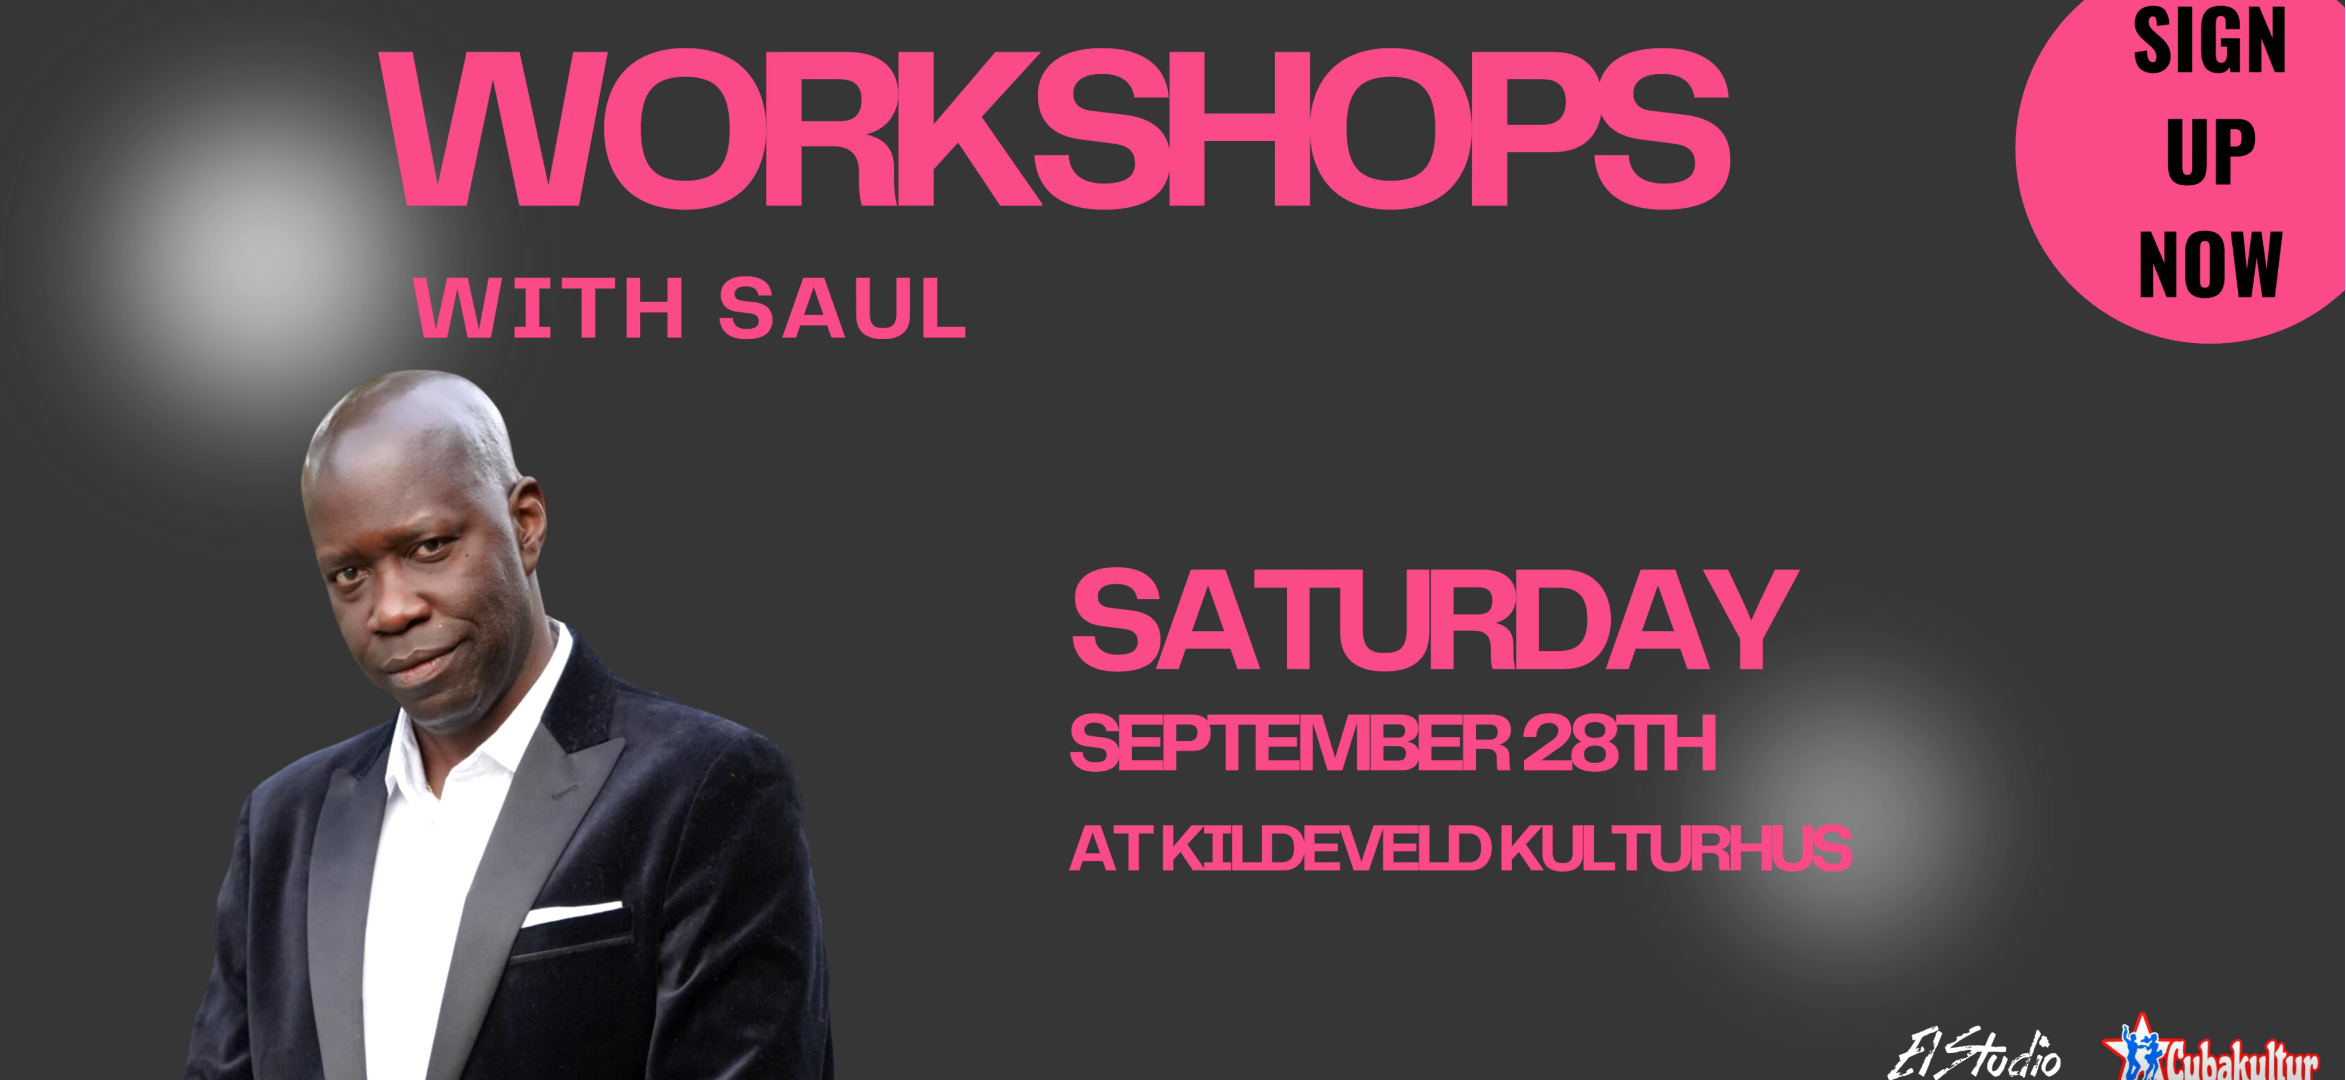 WORKSHOPS
WITH SAUL
SIGN
UP
NOW
SATURDAY
SEPTEMBER 28TH
AT KILDEVELD KULTURHUS
El Studio
Cubakultur